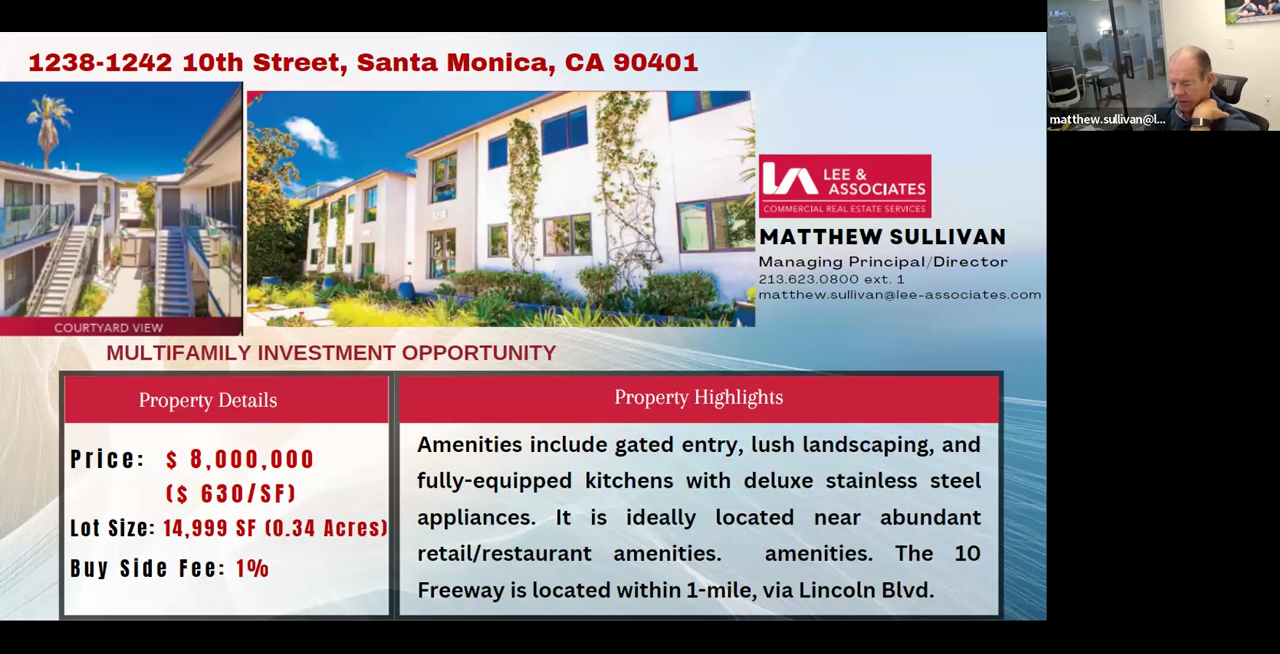 1238-1242 10th Street, Santa Monica, CA 90401
matthew.sullivan@l...
LEE &
ASSOCIATES
COMMERCIAL REAL ESTATE SERVICES
MATTHEW SULLIVAN
Managing Principal/Director
213.623.0800 ext. 1
matthew.sullivan@lee-associates.com
COURTYARD VIEW
MULTIFAMILY INVESTMENT OPPORTUNITY
Property Details
Price: $ 8,000,000
($ 630/SF)
Lot Size: 14,999 SF (0.34 Acres)
Buy Side Fee: 1%
Property Highlights
Amenities include gated entry, lush landscaping, and
fully-equipped kitchens with deluxe stainless steel
appliances. It is ideally located near abundant
retail/restaurant amenities. amenities. The 10
Freeway is located within 1-mile, via Lincoln Blvd.